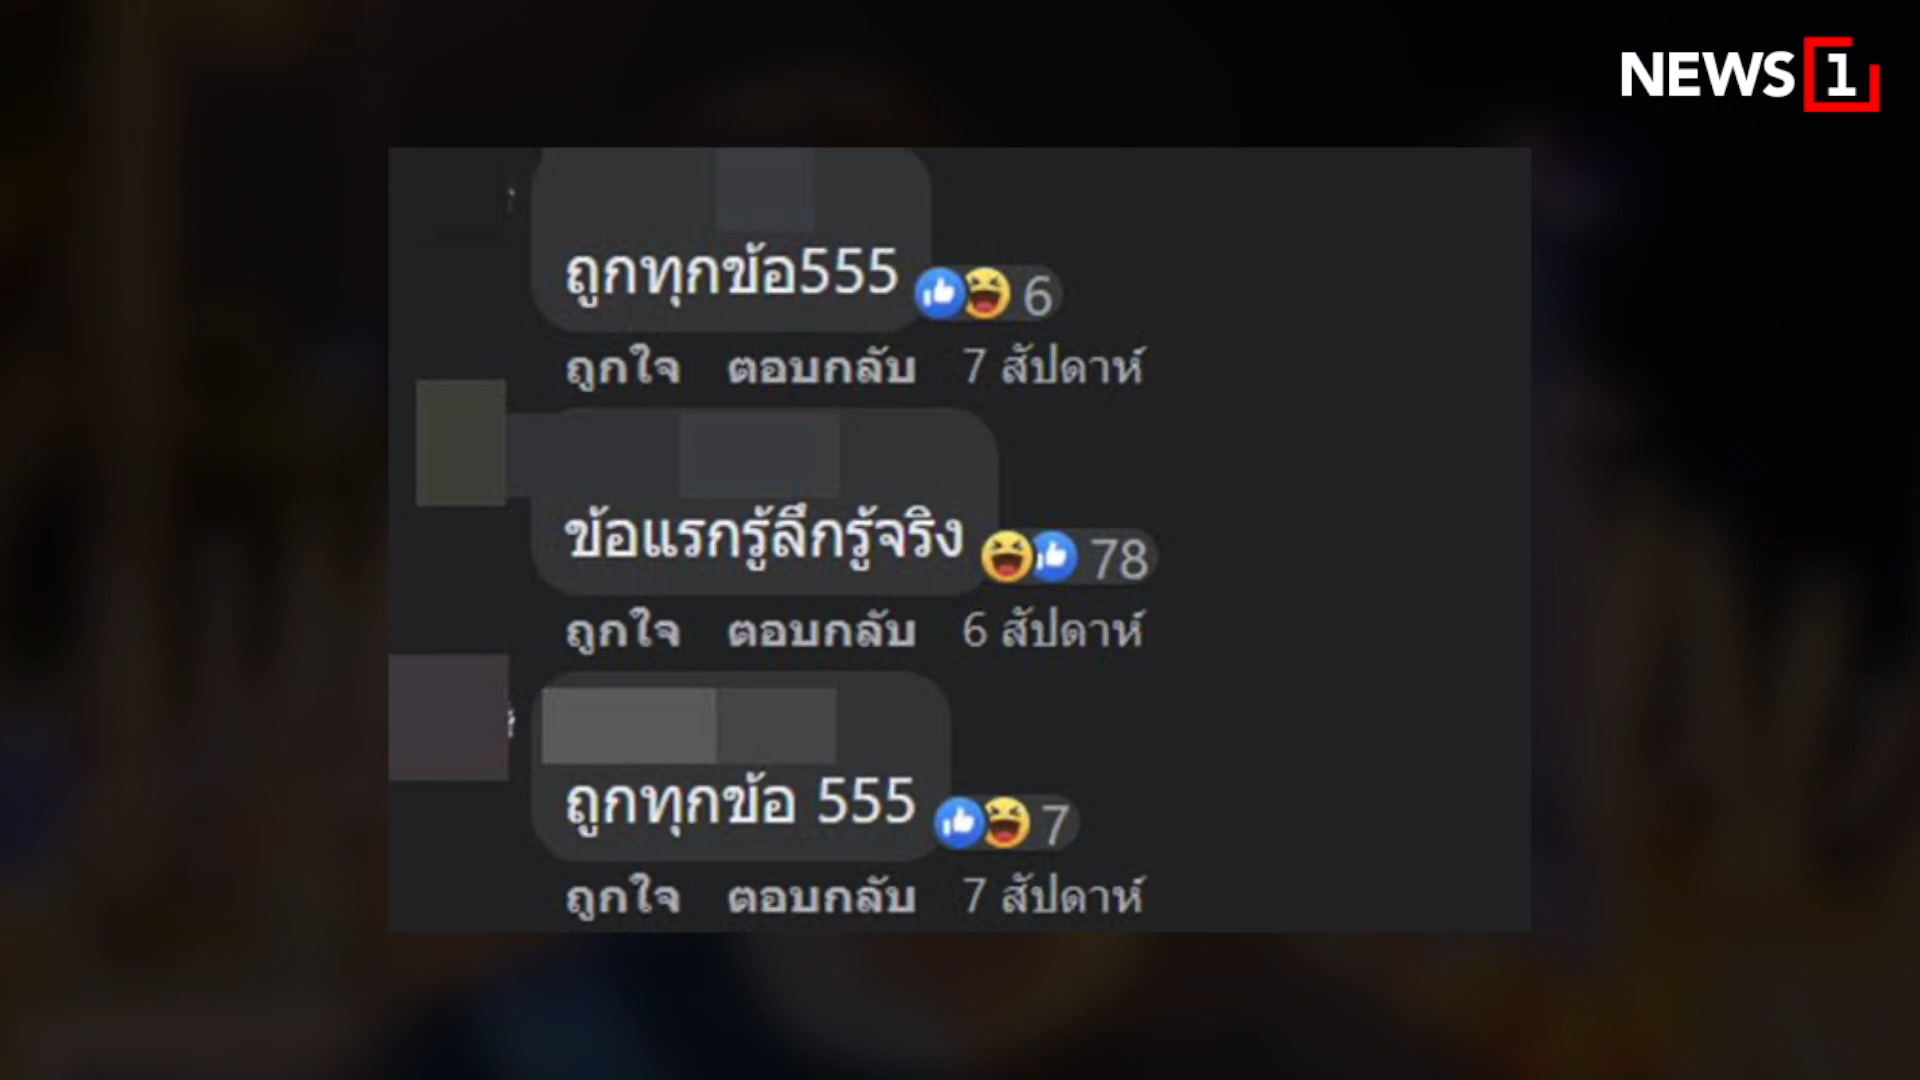 NEWS 1
ถูกทุกข้อ555
6
ถูกใจ ตอบกลับ 7 สัปดาห์
ข้อแรกรู้ลึกรู้จริง
78
ถูกใจ ตอบกลับ 6 สัปดาห์
ถูกทุกข้อ 555
7
ถูกใจ ตอบกลับ 7 สัปดาห์